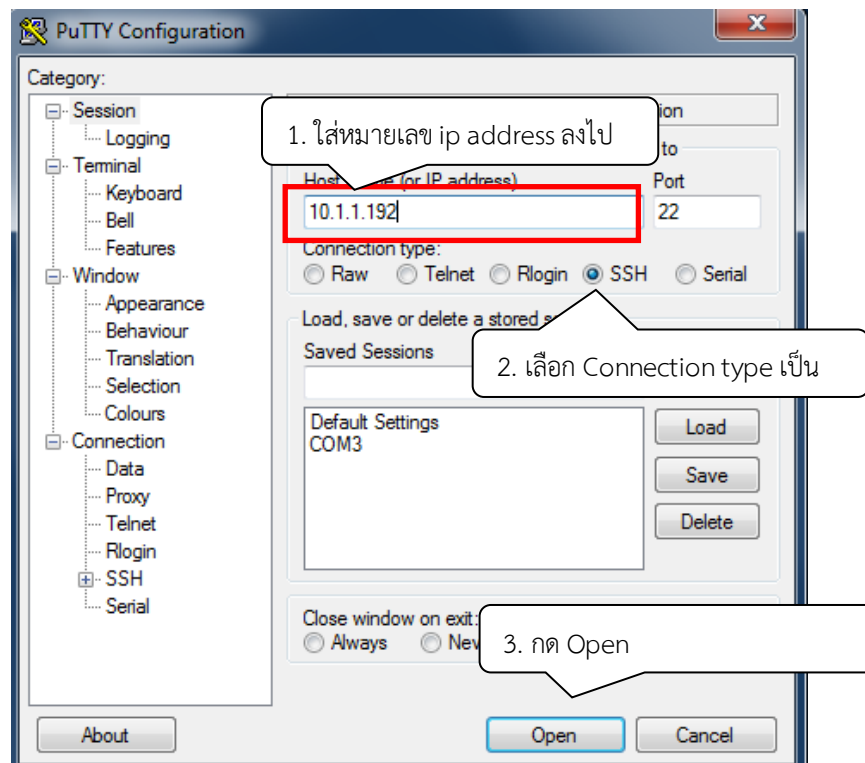 PuTTY Configuration
X
Category:
Session
Logging
Terminal
Keyboard
Bell
Features
Window
Appearance
Behaviour
Translation
Selection
Colours
Connection
Data
Proxy
Telnet
Rlogin
SSH
Serial
1. ใส่หมายเลข ip address ลงไป
to
(or IP address) Port
10.1.1.192 22
Connection type:
Raw Telnet Rlogin SSH Serial
Load, save or delete a stored
Saved Sessions
2. เลือก Connection type เป็น
Default Settings
COM3
Load
Save
Delete
Close window on exit:
Always
3. กด Open
About Open Cancel